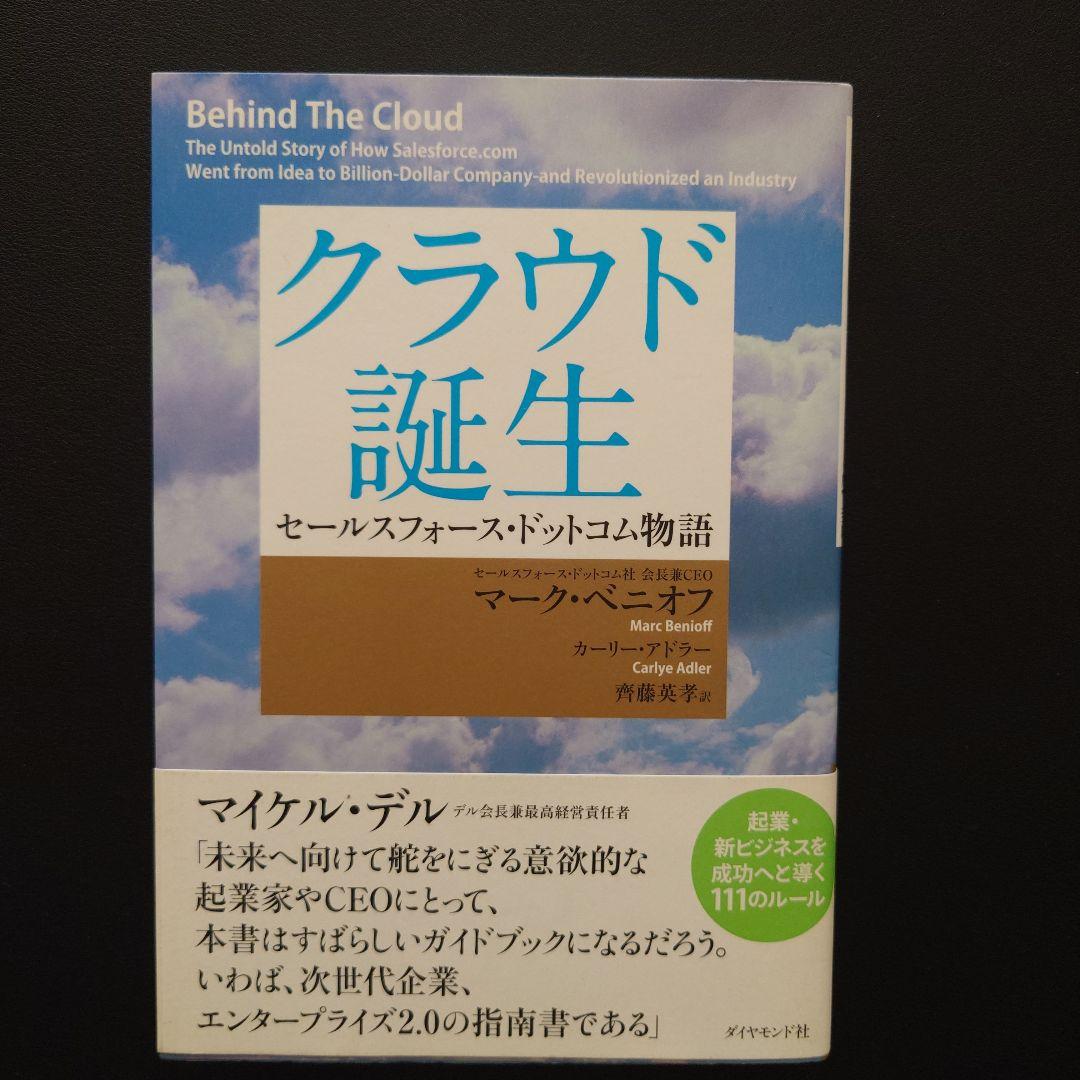 Behind The Cloud
The Untold Story of How Salesforce.com
Went from Idea to Billion-Dollar Company-and Revolutionized an Industry
クラウド
誕生
セールスフォース・ドットコム物語
セールスフォース・ドットコム社 会長兼CEO
マーク・ベニオフ
Marc Benioff
カーリー・アドラー
Carlye Adler
齊藤英孝 訳
マイケル・デル デル会長兼最高経営責任者
「未来へ向けて舵をにぎる意欲的な
起業家やCEOにとって、
本書はすばらしいガイドブックになるだろう。
いわば、次世代企業、
エンタープライズ2.0の指南書である」
起業・
新ビジネスを
成功へと導く
111のルール
ダイヤモンド社